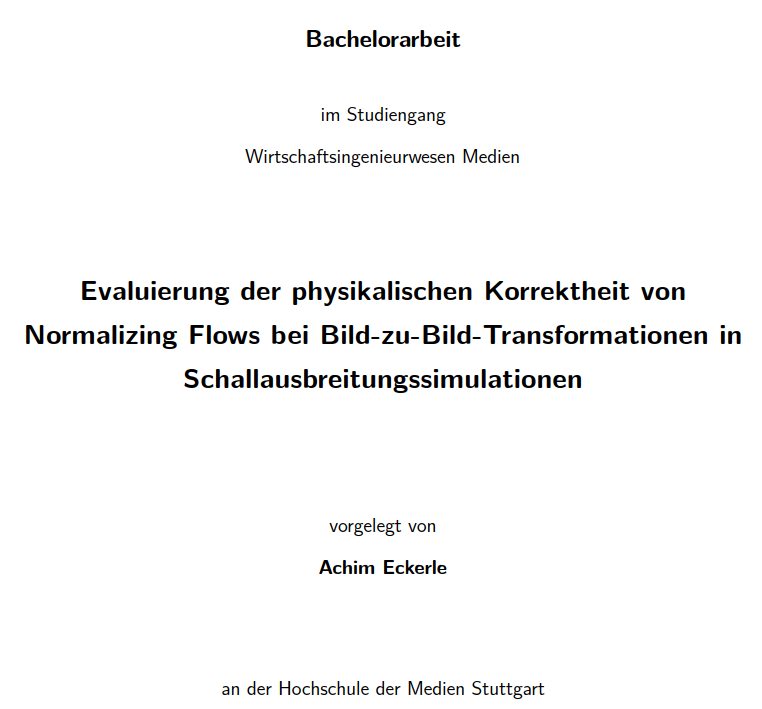 Bachelorarbeit
im Studiengang
Wirtschaftsingenieurwesen Medien
Evaluierung der physikalischen Korrektheit von
Normalizing Flows bei Bild-zu-Bild-Transformationen in
Schallausbreitungssimulationen
vorgelegt von
Achim Eckerle
an der Hochschule der Medien Stuttgart